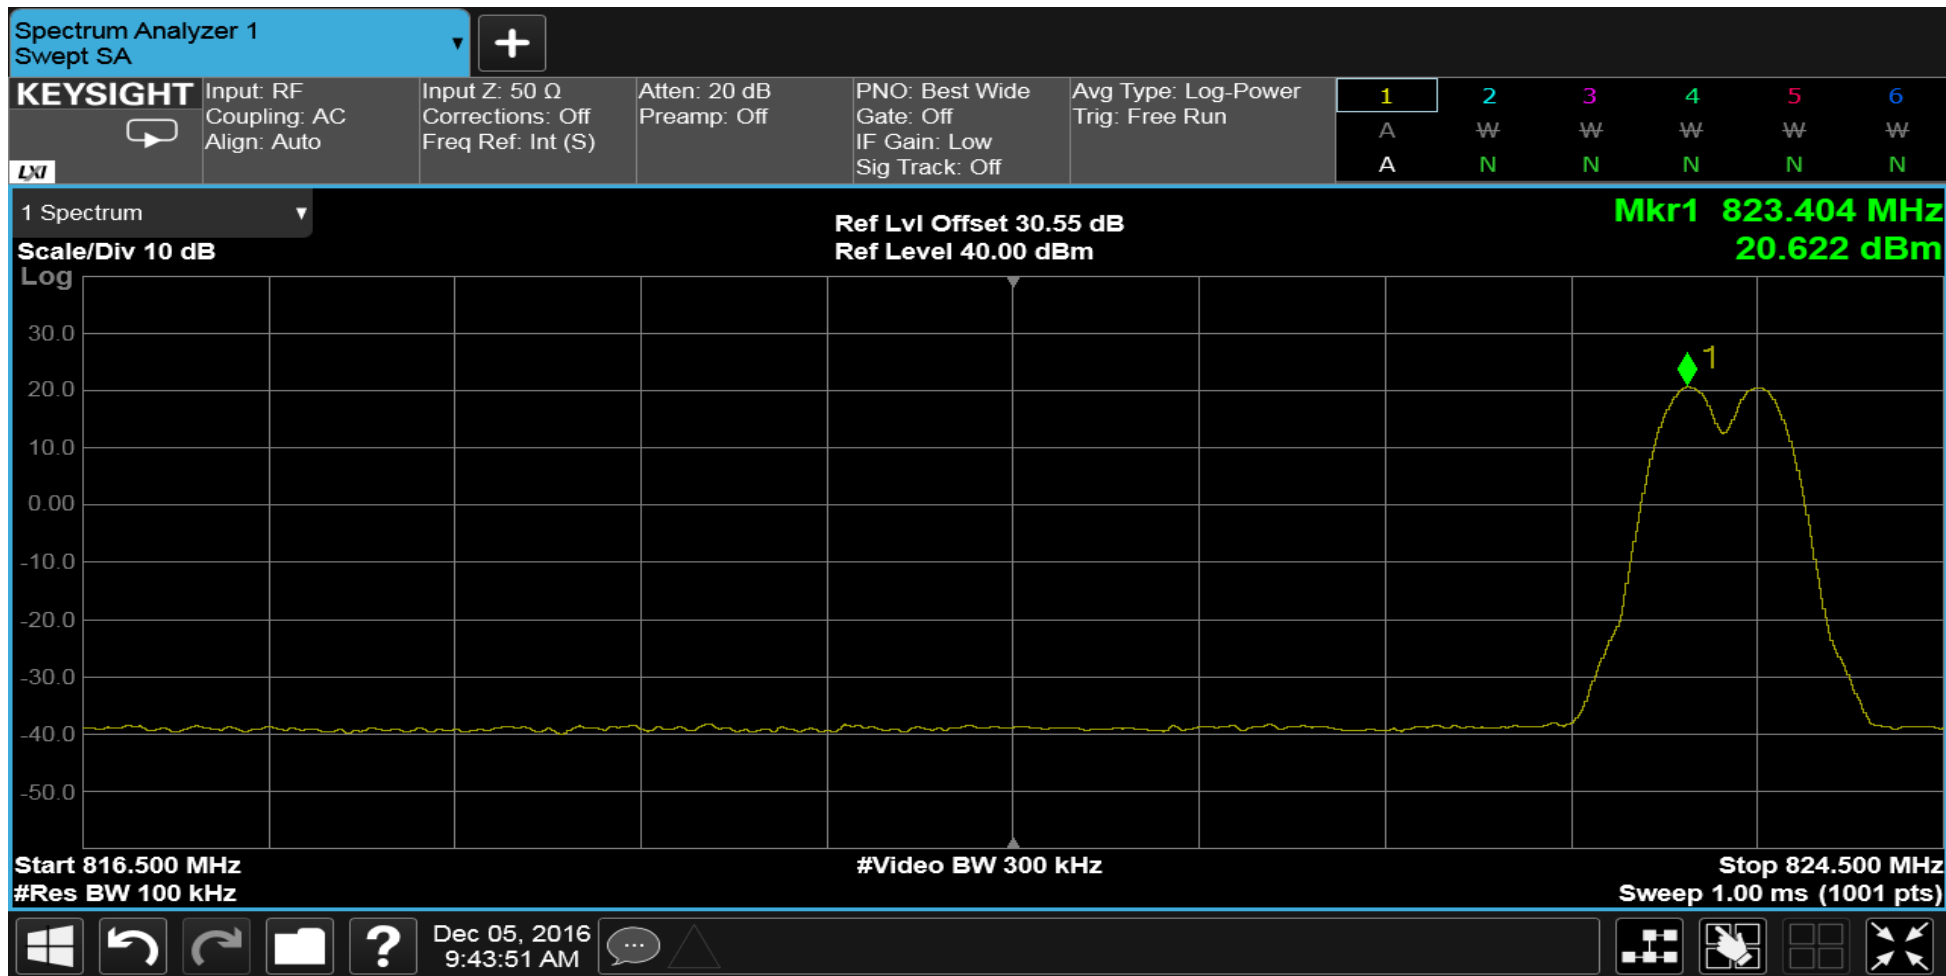 Spectrum Analyzer 1
Swept SA
KEYSIGHT
LXI
Input: RF
Coupling: AC
Align: Auto
Input Z: 50 Ω
Corrections: Off
Freq Ref: Int (S)
Atten: 20 dB
Preamp: Off
PNO: Best Wide
Gate: Off
IF Gain: Low
Sig Track: Off
Avg Type: Log-Power
Trig: Free Run
1 2 3 4 5 6
A W W W W W
A N N N N N
1 Spectrum
Scale/Div 10 dB
Log
Ref Lvl Offset 30.55 dB
Ref Level 40.00 dBm
Mkr1 823.404 MHz
20.622 dBm
30.0
20.0
10.0
0.00
-10.0
-20.0
-30.0
-40.0
-50.0
1
Start 816.500 MHz
#Res BW 100 kHz
#Video BW 300 kHz
Stop 824.500 MHz
Sweep 1.00 ms (1001 pts)
?
Dec 05, 2016
9:43:51 AM